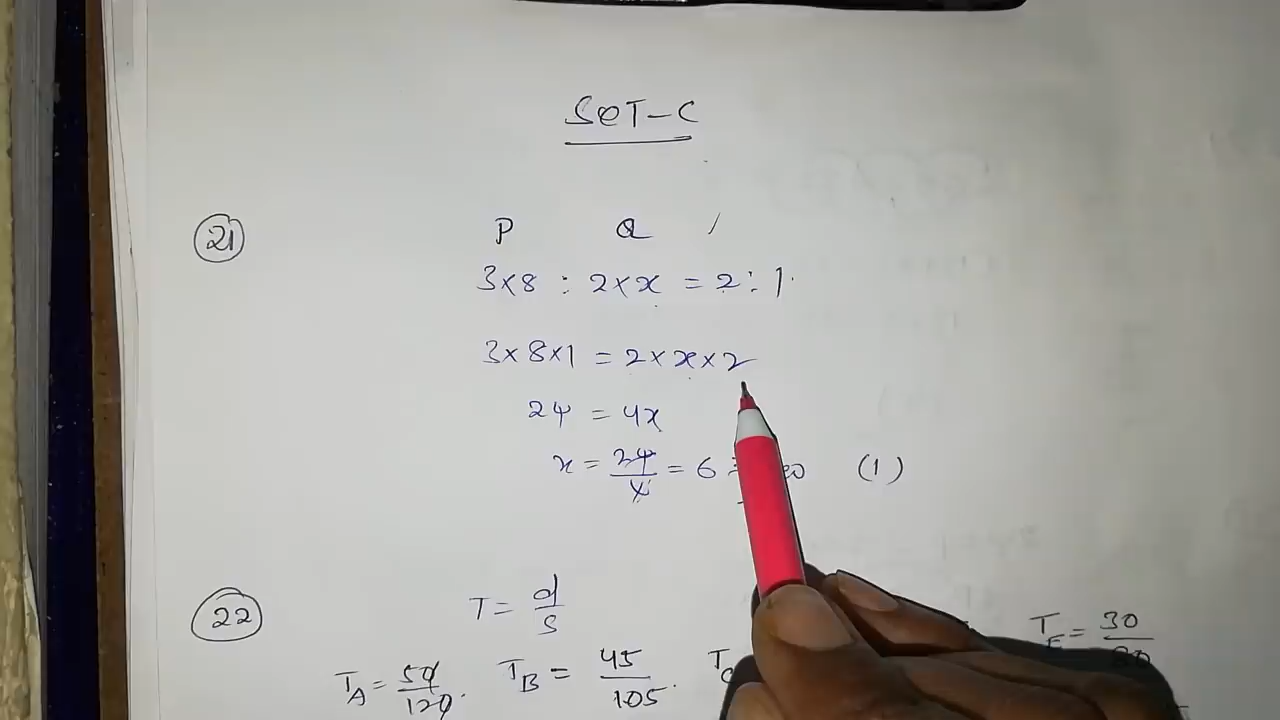 SET-C
21
P Q /
3×8 : 2×x = 2:1.
3×8×1 = 2×x×2
24 = 4x
x = 24/4 = 6 (1)
22
T = d/s
T_A = 50/120. T_B = 45/105. T_E = 30/80